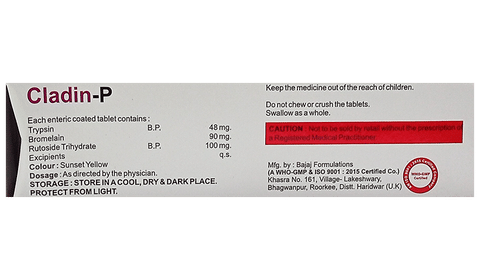 Cladin-P
Each enteric coated tablet contains :
Trypsin B.P. 48 mg.
Bromelain 90 mg.
Rutoside Trihydrate B.P. 100 mg.
Excipients q.s.
Colour : Sunset Yellow
Dosage : As directed by the physician.
STORAGE : STORE IN A COOL, DRY & DARK PLACE.
PROTECT FROM LIGHT.
Keep the medicine out of the reach of children.
Do not chew or crush the tablets.
Swallow as a whole.
CAUTION : Not to be sold by retail without the prescription of
a Registered Medical Practitioner.
Mfg. by : Bajaj Formulations
(A WHO-GMP & ISO 9001 : 2015 Certified Co.)
Khasra No. 161, Village- Lakeshwary,
Bhagwanpur, Roorkee, Distt. Haridwar (U.K)
WHO-GMP
Certified